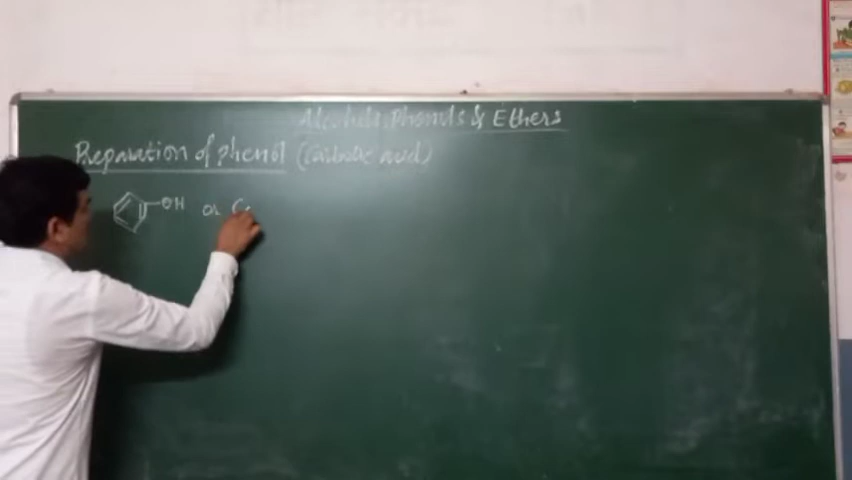 Alcohols, Phenols & Ethers
Preparation of phenol (Carbolic acid)
OH or C